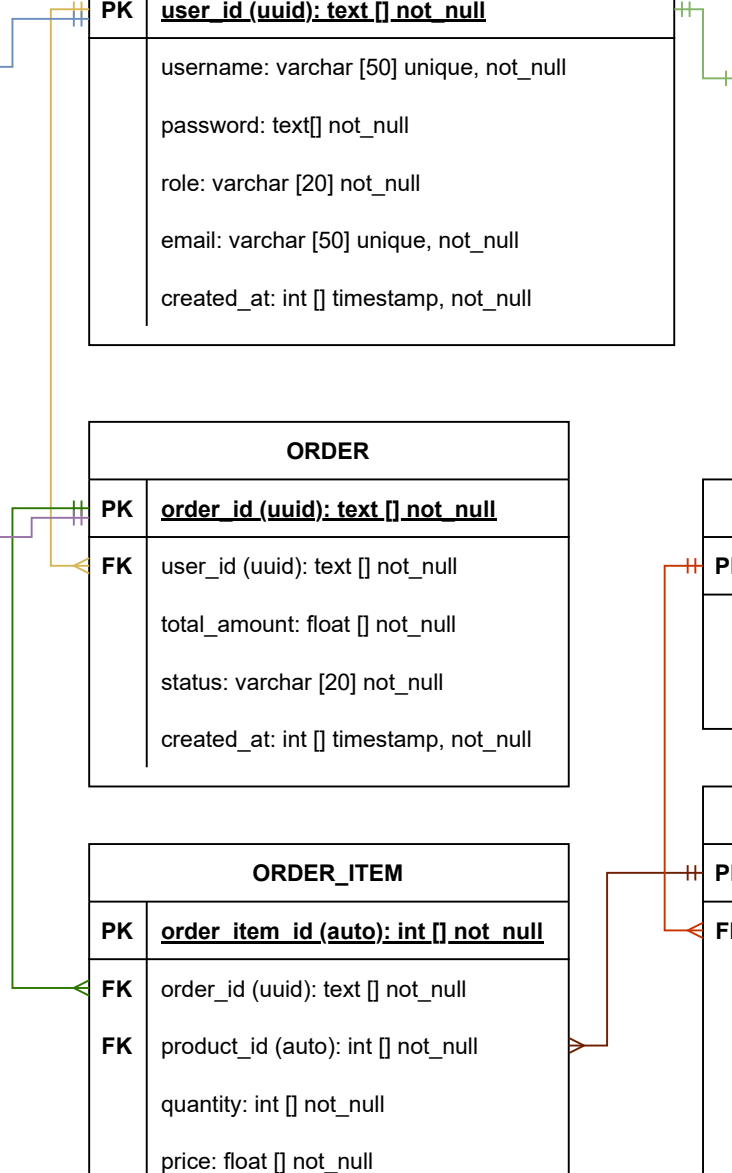 PK user_id (uuid): text [] not_null
username: varchar [50] unique, not_null
password: text[] not_null
role: varchar [20] not_null
email: varchar [50] unique, not_null
created_at: int [] timestamp, not_null
ORDER
PK order_id (uuid): text [] not_null
FK user_id (uuid): text [] not_null
total_amount: float [] not_null
status: varchar [20] not_null
created_at: int [] timestamp, not_null
ORDER_ITEM
PK order_item_id (auto): int [] not_null
FK order_id (uuid): text [] not_null
FK product_id (auto): int [] not_null
quantity: int [] not_null
price: float [] not_null